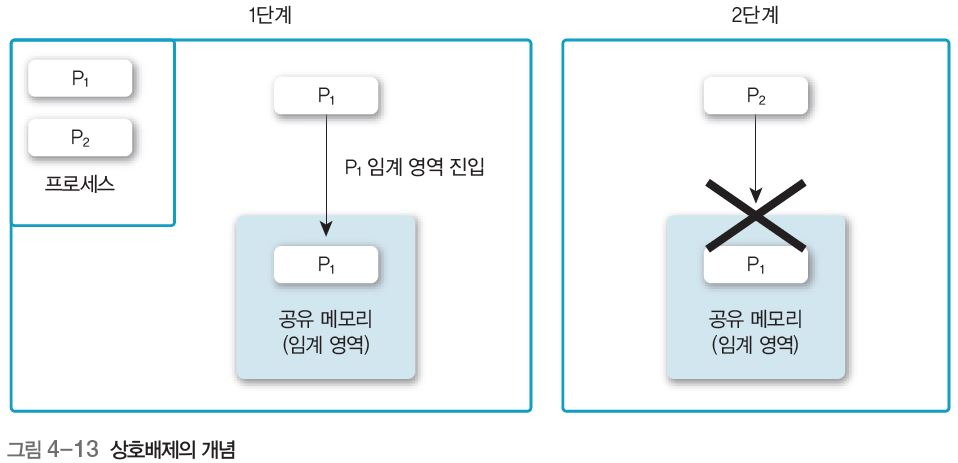 1단계
P₁
P₂
프로세스
P₁
P₁ 임계 영역 진입
P₁
공유 메모리
(임계 영역)
2단계
P₂
P₁
공유 메모리
(임계 영역)
그림 4-13 상호배제의 개념